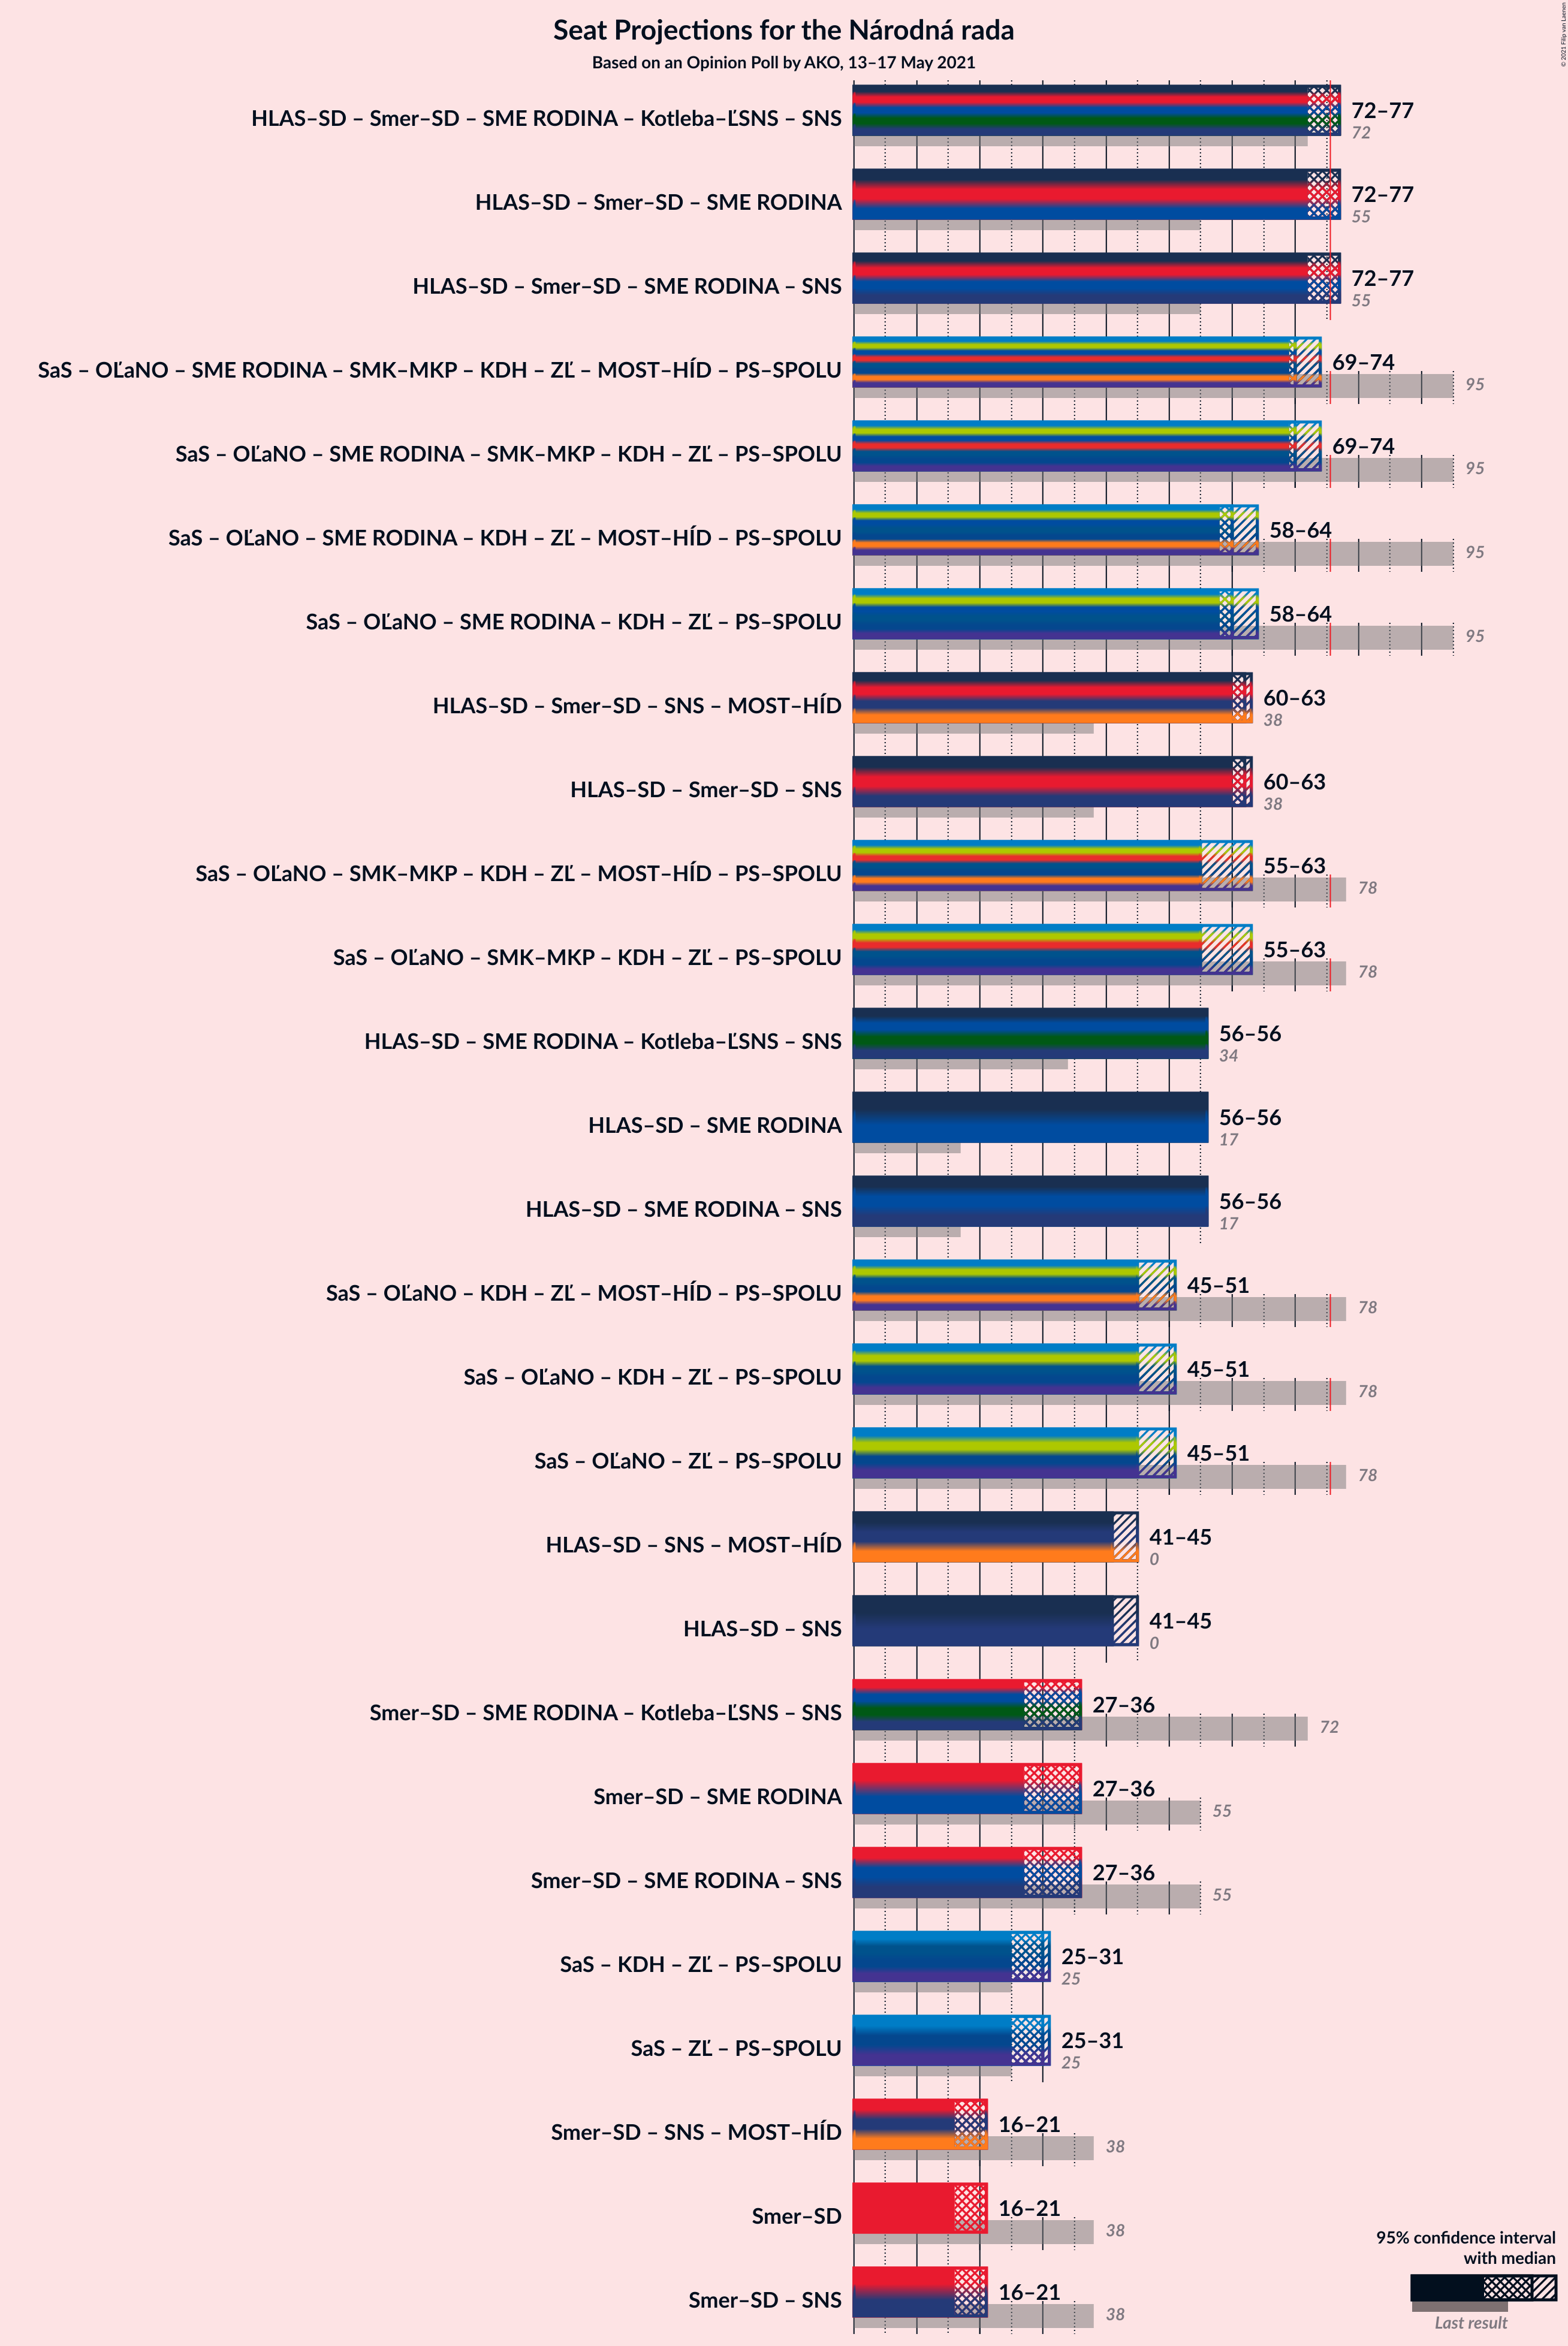 Seat Projections for the Národná rada
Based on an Opinion Poll by AKO, 13–17 May 2021
© 2021 Filip van Laenen
HLAS–SD – Smer–SD – SME RODINA – Kotleba–ĽSNS – SNS
72–77
72
HLAS–SD – Smer–SD – SME RODINA
72–77
55
HLAS–SD – Smer–SD – SME RODINA – SNS
72–77
55
SaS – OĽaNO – SME RODINA – SMK–MKP – KDH – ZĽ – MOST–HÍD – PS–SPOLU
69–74
95
SaS – OĽaNO – SME RODINA – SMK–MKP – KDH – ZĽ – PS–SPOLU
69–74
95
SaS – OĽaNO – SME RODINA – KDH – ZĽ – MOST–HÍD – PS–SPOLU
58–64
95
SaS – OĽaNO – SME RODINA – KDH – ZĽ – PS–SPOLU
58–64
95
HLAS–SD – Smer–SD – SNS – MOST–HÍD
60–63
38
HLAS–SD – Smer–SD – SNS
60–63
38
SaS – OĽaNO – SMK–MKP – KDH – ZĽ – MOST–HÍD – PS–SPOLU
55–63
78
SaS – OĽaNO – SMK–MKP – KDH – ZĽ – PS–SPOLU
55–63
78
HLAS–SD – SME RODINA – Kotleba–ĽSNS – SNS
56–56
34
HLAS–SD – SME RODINA
56–56
17
HLAS–SD – SME RODINA – SNS
56–56
17
SaS – OĽaNO – KDH – ZĽ – MOST–HÍD – PS–SPOLU
45–51
78
SaS – OĽaNO – KDH – ZĽ – PS–SPOLU
45–51
78
SaS – OĽaNO – ZĽ – PS–SPOLU
45–51
78
HLAS–SD – SNS – MOST–HÍD
41–45
0
HLAS–SD – SNS
41–45
0
Smer–SD – SME RODINA – Kotleba–ĽSNS – SNS
27–36
72
Smer–SD – SME RODINA
27–36
55
Smer–SD – SME RODINA – SNS
27–36
55
SaS – KDH – ZĽ – PS–SPOLU
25–31
25
SaS – ZĽ – PS–SPOLU
25–31
25
Smer–SD – SNS – MOST–HÍD
16–21
38
Smer–SD
16–21
38
Smer–SD – SNS
16–21
38
95% confidence interval
with median
Last result